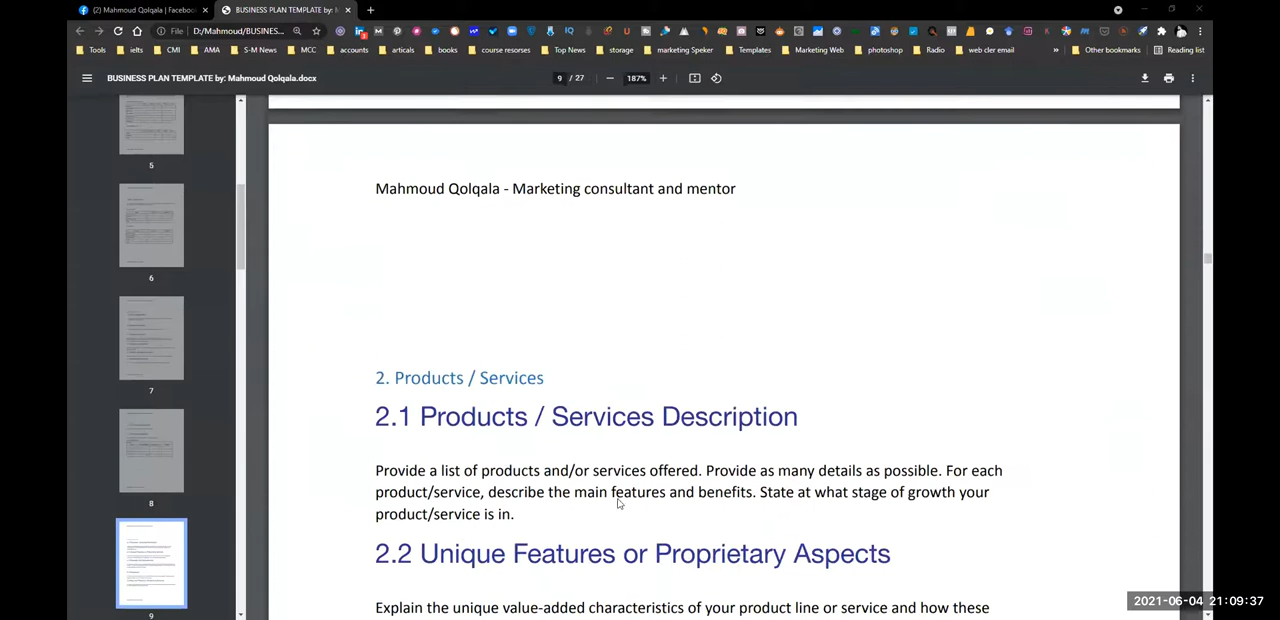 (2) Mahmoud Qolqala | Faceboo
BUSINESS PLAN TEMPLATE by: M
File D:/Mahmoud/BUSINES...
Tools ielts CMI AMA S-M News MCC accounts articals books course resorses Top News storage marketing Speker Templates Marketing Web photoshop Radio web cler email » Other bookmarks Reading list
BUSINESS PLAN TEMPLATE by: Mahmoud Qolqala.docx 9 / 27 187%
5
6
7
8
9
Mahmoud Qolqala - Marketing consultant and mentor
2. Products / Services
2.1 Products / Services Description
Provide a list of products and/or services offered. Provide as many details as possible. For each
product/service, describe the main features and benefits. State at what stage of growth your
product/service is in.
2.2 Unique Features or Proprietary Aspects
Explain the unique value-added characteristics of your product line or service and how these
2021-06-04 21:09:37